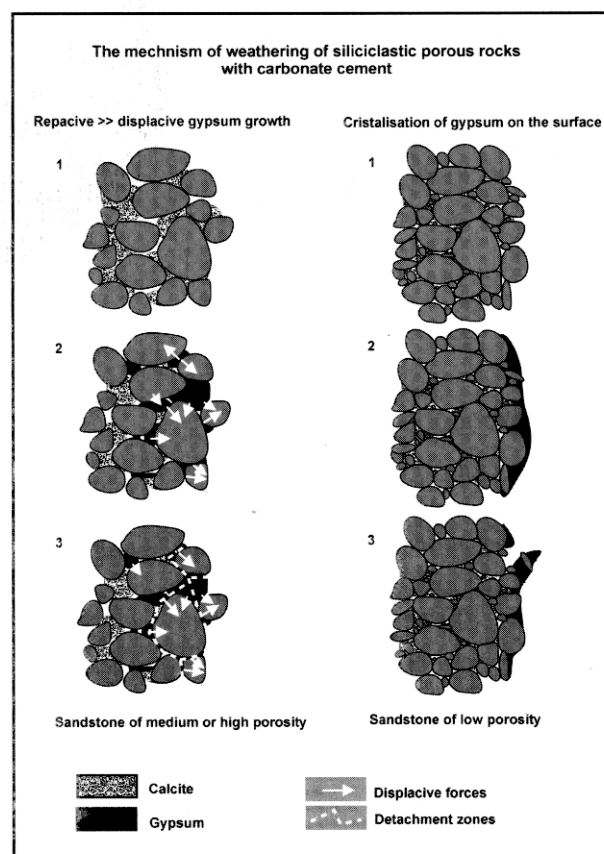 The mechnism of weathering of siliciclastic porous rocks
with carbonate cement
Repacive >> displacive gypsum growth
Cristalisation of gypsum on the surface
1
1
2
2
3
3
Sandstone of medium or high porosity
Sandstone of low porosity
Calcite
Displacive forces
Gypsum
Detachment zones